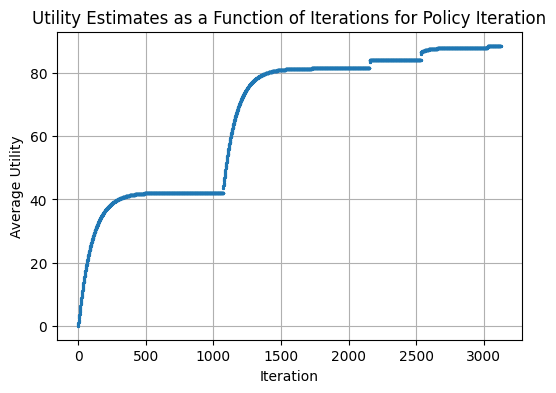 Utility Estimates as a Function of Iterations for Policy Iteration
Average Utility
80
60
40
20
0
0 500 1000 1500 2000 2500 3000
Iteration